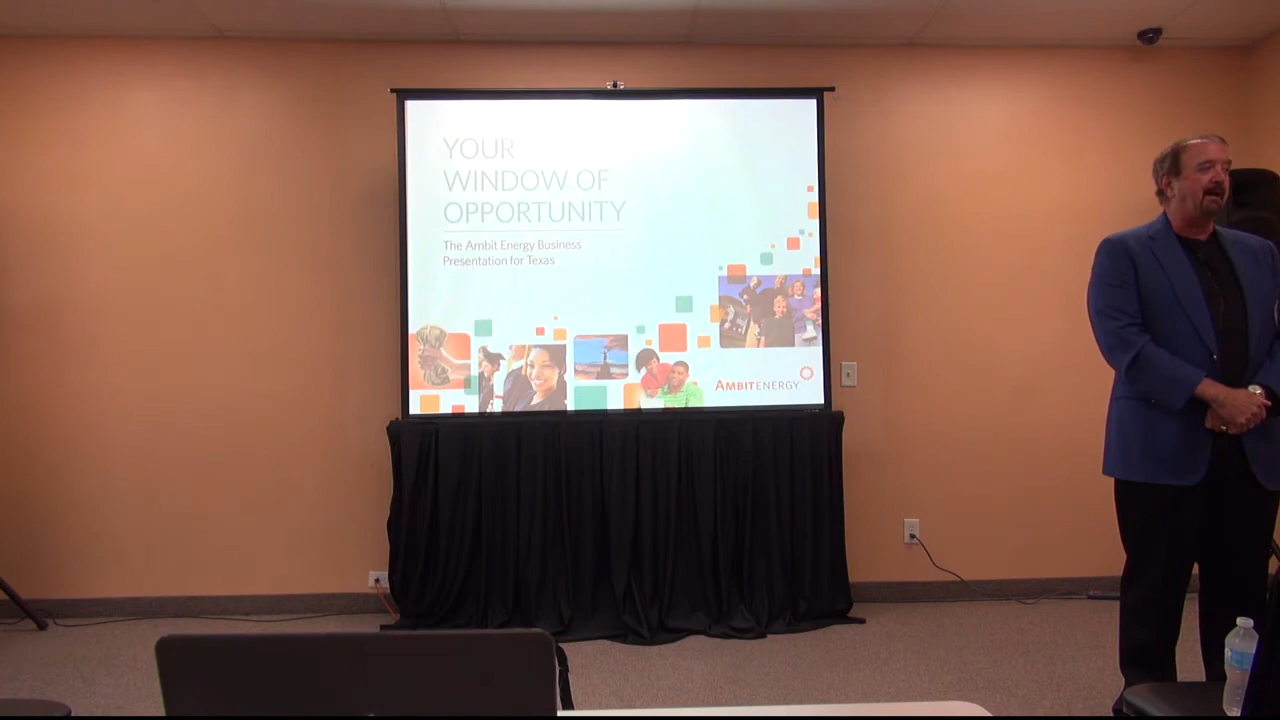 YOUR
WINDOW OF
OPPORTUNITY
The Ambit Energy Business
Presentation for Texas
AMBITENERGY